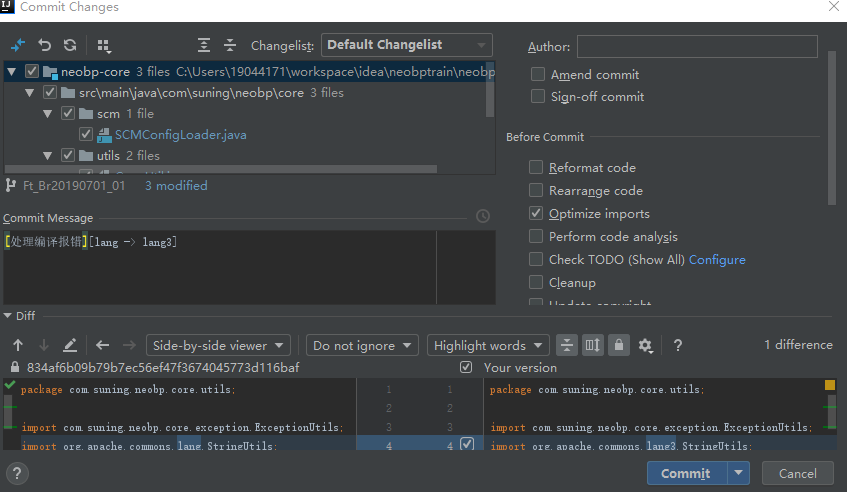 Commit Changes
Changelist: Default Changelist
Author:
neobp-core 3 files C:\Users\19044171\workspace\idea\neobptrain\neobp
Amend commit
src\main\java\com\suning\neobp\core 3 files
Sign-off commit
scm 1 file
SCMConfigLoader.java
Before Commit
utils 2 files
Reformat code
Ft_Br20190701_01 3 modified
Rearrange code
Commit Message
Optimize imports
[处理编译报错][lang -> lang3]
Perform code analysis
Check TODO (Show All) Configure
Cleanup
Update copyright
Diff
Side-by-side viewer Do not ignore Highlight words ? 1 difference
834af6b09b79b7ec56ef47f3674045773d116baf Your version
package com.suning.neobp.core.utils; 1 1 package com.suning.neobp.core.utils;
2 2
import com.suning.neobp.core.exception.ExceptionUtils; 3 3 import com.suning.neobp.core.exception.ExceptionUtils;
import org.apache.commons.lang.StringUtils; 4 4 import org.apache.commons.lang3.StringUtils;
? Commit Cancel